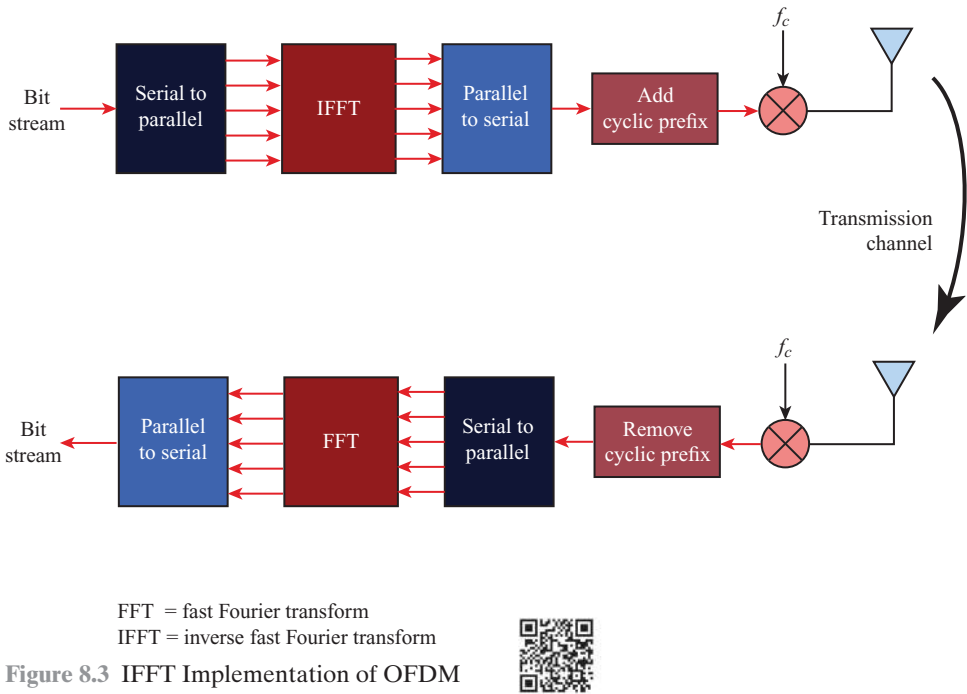 f_c
Bit
stream
Serial to
parallel
IFFT
Parallel
to serial
Add
cyclic prefix
Transmission
channel
f_c
Bit
stream
Parallel
to serial
FFT
Serial to
parallel
Remove
cyclic prefix
FFT = fast Fourier transform
IFFT = inverse fast Fourier transform
Figure 8.3 IFFT Implementation of OFDM